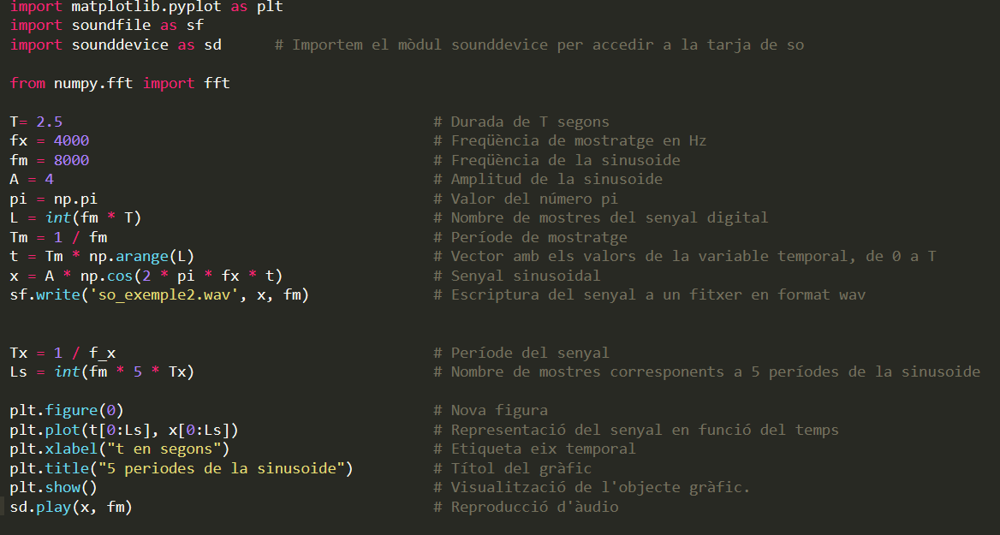 import matplotlib.pyplot as plt
import soundfile as sf
import sounddevice as sd      # Importem el mòdul sounddevice per accedir a la tarja de so
from numpy.fft import fft
T= 2.5                                          # Durada de T segons
fx = 4000                                       # Freqüència de mostratge en Hz
fm = 8000                                       # Freqüència de la sinusoide
A = 4                                           # Amplitud de la sinusoide
pi = np.pi                                      # Valor del número pi
L = int(fm * T)                                 # Nombre de mostres del senyal digital
Tm = 1 / fm                                     # Període de mostratge
t = Tm * np.arange(L)                           # Vector amb els valors de la variable temporal, de 0 a T
x = A * np.cos(2 * pi * fx * t)                 # Senyal sinusoidal
sf.write('so_exemple2.wav', x, fm)              # Escriptura del senyal a un fitxer en format wav
Tx = 1 / f_x                                    # Període del senyal
Ls = int(fm * 5 * Tx)                           # Nombre de mostres corresponents a 5 períodes de la sinusoide
plt.figure(0)                                   # Nova figura
plt.plot(t[0:Ls], x[0:Ls])                      # Representació del senyal en funció del temps
plt.xlabel("t en segons")                       # Etiqueta eix temporal
plt.title("5 periodes de la sinusoide")         # Títol del gràfic
plt.show()                                      # Visualització de l'objecte gràfic.
sd.play(x, fm)                                  # Reproducció d'àudio